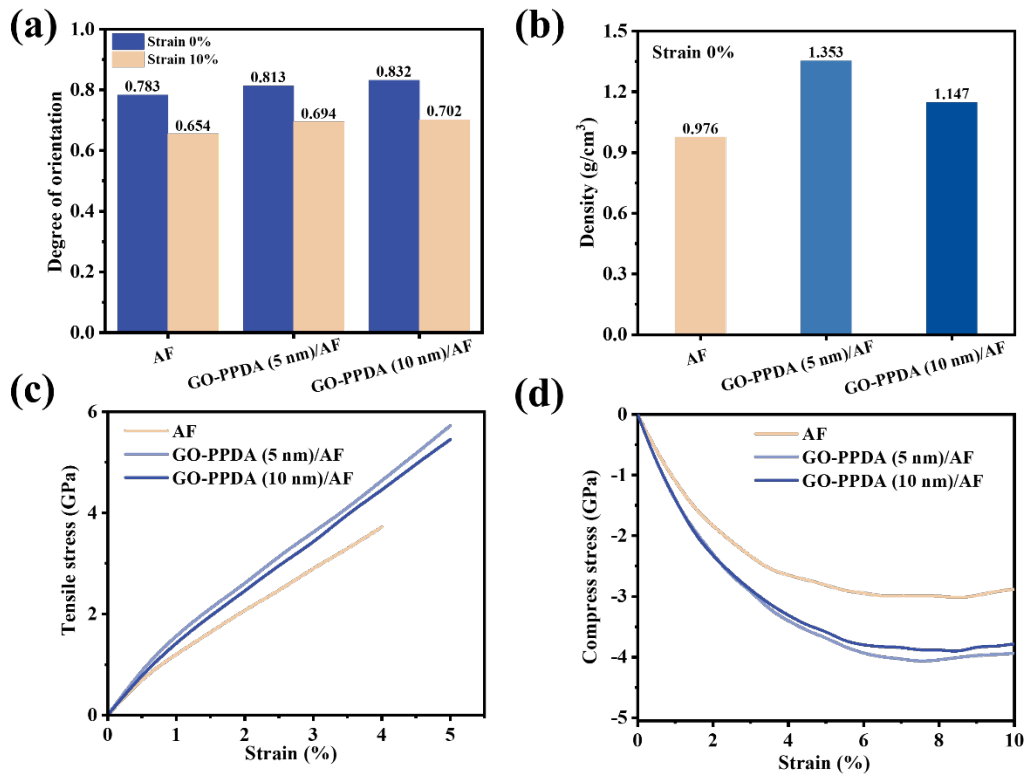 (a)
Degree of orientation
1.0
0.8
0.6
0.4
0.2
0.0
Strain 0%
Strain 10%
0.783
0.654
0.813
0.694
0.832
0.702
AF
GO-PPDA (5 nm)/AF
GO-PPDA (10 nm)/AF
(b)
Density (g/cm³)
1.5
1.2
0.9
0.6
0.3
0.0
Strain 0%
0.976
1.353
1.147
AF
GO-PPDA (5 nm)/AF
GO-PPDA (10 nm)/AF
(c)
Tensile stress (GPa)
6
4
2
0
AF
GO-PPDA (5 nm)/AF
GO-PPDA (10 nm)/AF
0 1 2 3 4 5
Strain (%)
(d)
Compress stress (GPa)
0
-1
-2
-3
-4
-5
AF
GO-PPDA (5 nm)/AF
GO-PPDA (10 nm)/AF
0 2 4 6 8 10
Strain (%)